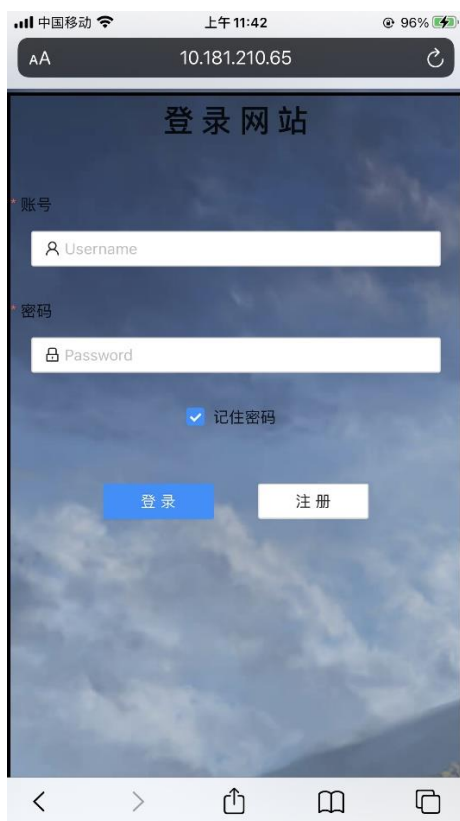 中国移动 上午11:42 96%
AA 10.181.210.65
登录网站
* 账号
Username
* 密码
Password
记住密码
登 录 注 册